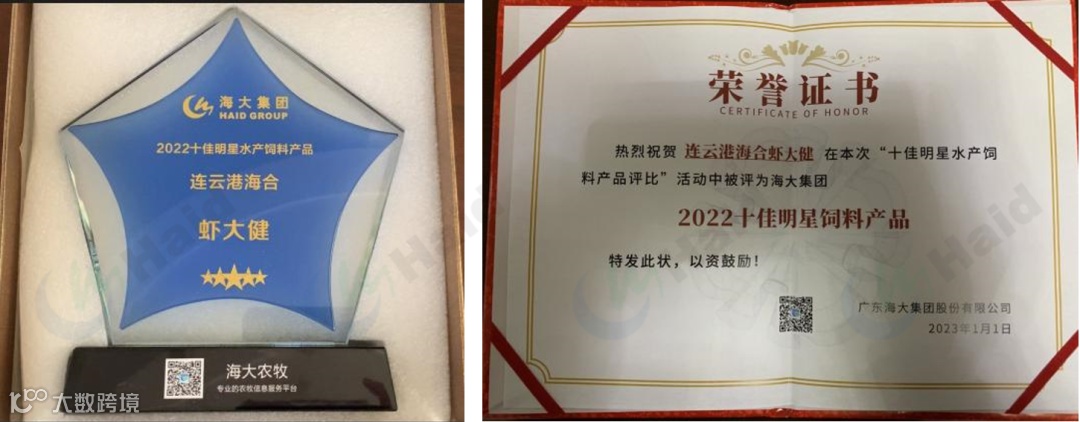 海大集团
HAID GROUP
2022十佳明星水产饲料产品
连云港海合
虾大健
海大农牧
专业的农牧信息服务平台
大数跨境
荣誉证书
CERTIFICATE OF HONOR
热烈祝贺 连云港海合虾大健 在本次“十佳明星水产饲
料产品评比”活动中被评为海大集团
2022十佳明星饲料产品
特发此状，以资鼓励！
广东海大集团股份有限公司
2023年1月1日
Haid
Haid
Haid